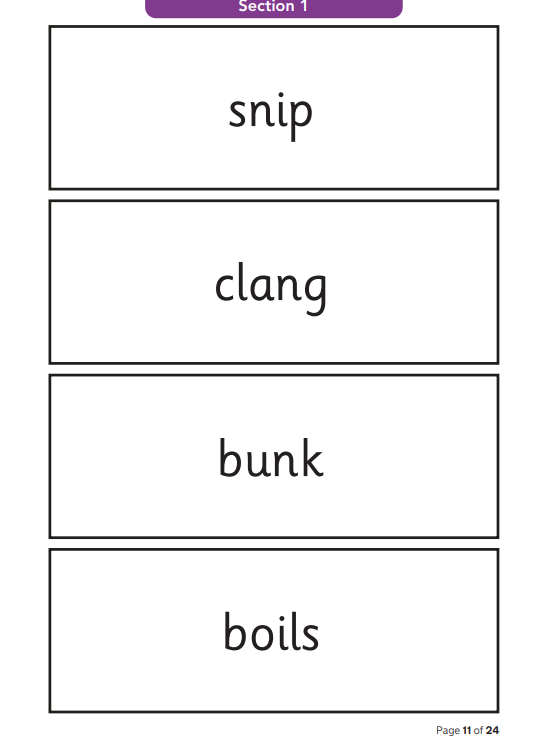 Section 1
snip
clang
bunk
boils
Page 11 of 24